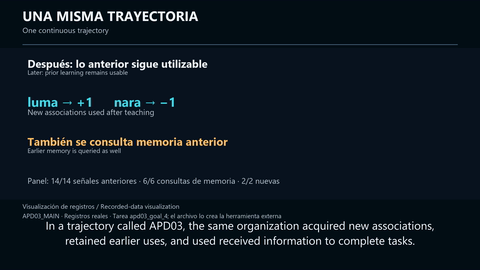 UNA MISMA TRAYECTORIA
One continuous trajectory
Después: lo anterior sigue utilizable
Later: prior learning remains usable
luma → +1 nara → −1
New associations used after teaching
También se consulta memoria anterior
Earlier memory is queried as well
Panel: 14/14 señales anteriores · 6/6 consultas de memoria · 2/2 nuevas
Visualización de registros / Recorded-data visualization
APD03_MAIN · Registros reales · Tarea apd03_goal_4: el archivo lo crea la herramienta externa
In a trajectory called APD03, the same organization acquired new associations,
retained earlier uses, and used received information to complete tasks.